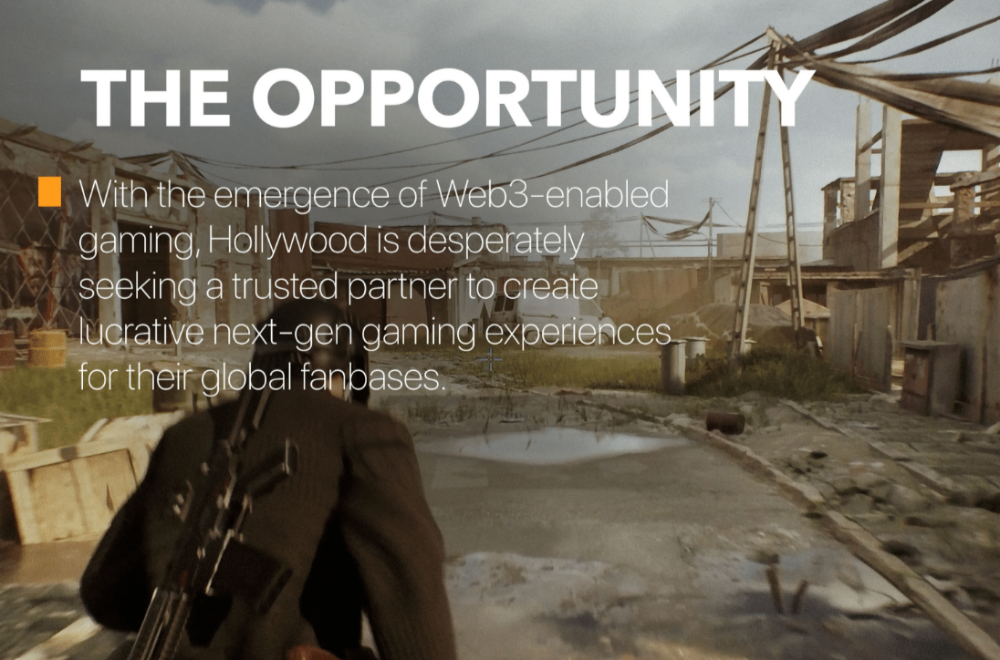 THE OPPORTUNITY
With the emergence of Web3-enabled
gaming, Hollywood is desperately
seeking a trusted partner to create
lucrative next-gen gaming experiences
for their global fanbases.